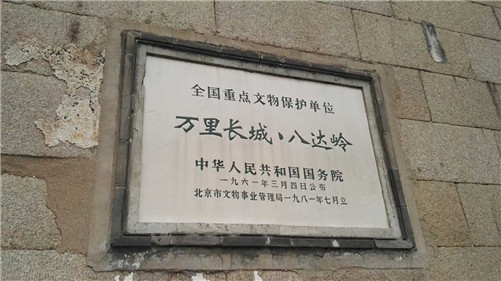 全国重点文物保护单位
万里长城、八达岭
中华人民共和国国务院
一九六一年三月四日公布
北京市文物事业管理局一九八一年七月立